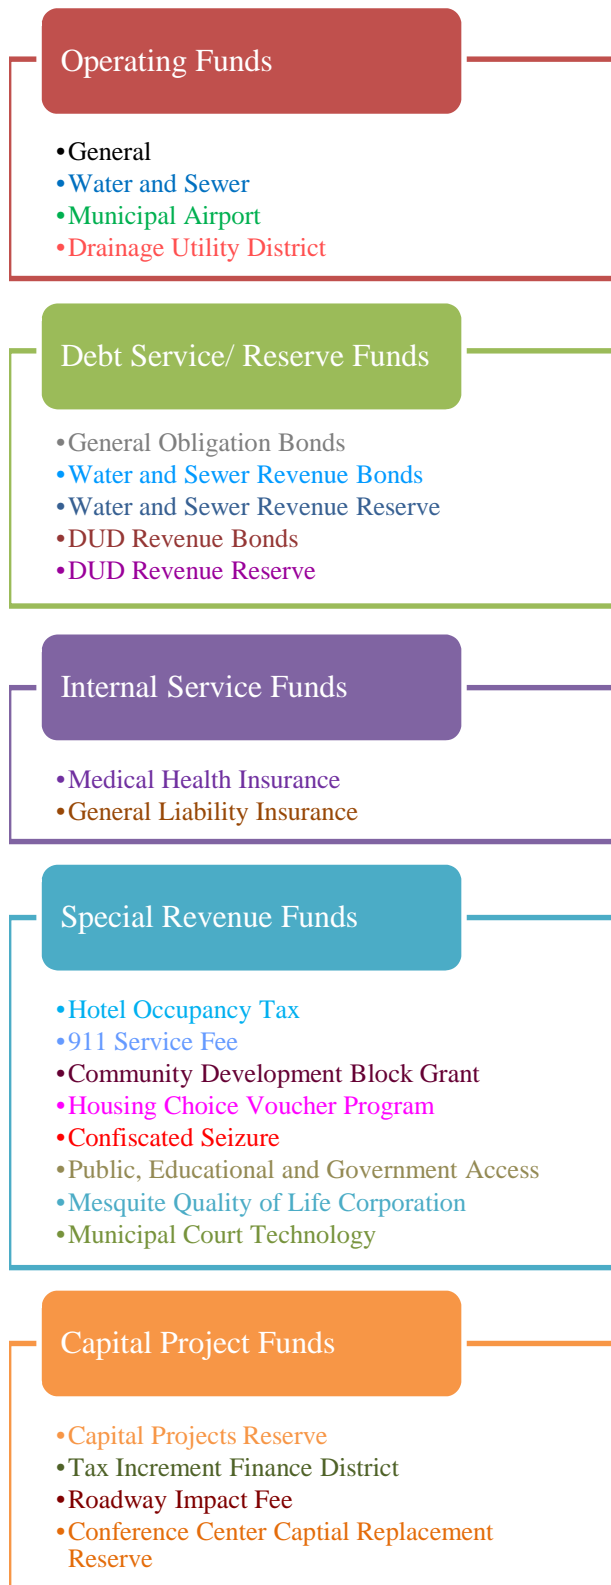 Operating Funds
•General
•Water and Sewer
•Municipal Airport
•Drainage Utility District
Debt Service/ Reserve Funds
•General Obligation Bonds
•Water and Sewer Revenue Bonds
•Water and Sewer Revenue Reserve
•DUD Revenue Bonds
•DUD Revenue Reserve
Internal Service Funds
•Medical Health Insurance
•General Liability Insurance
Special Revenue Funds
•Hotel Occupancy Tax
•911 Service Fee
•Community Development Block Grant
•Housing Choice Voucher Program
•Confiscated Seizure
•Public, Educational and Government Access
•Mesquite Quality of Life Corporation
•Municipal Court Technology
Capital Project Funds
•Capital Projects Reserve
•Tax Increment Finance District
•Roadway Impact Fee
•Conference Center Captial Replacement
Reserve